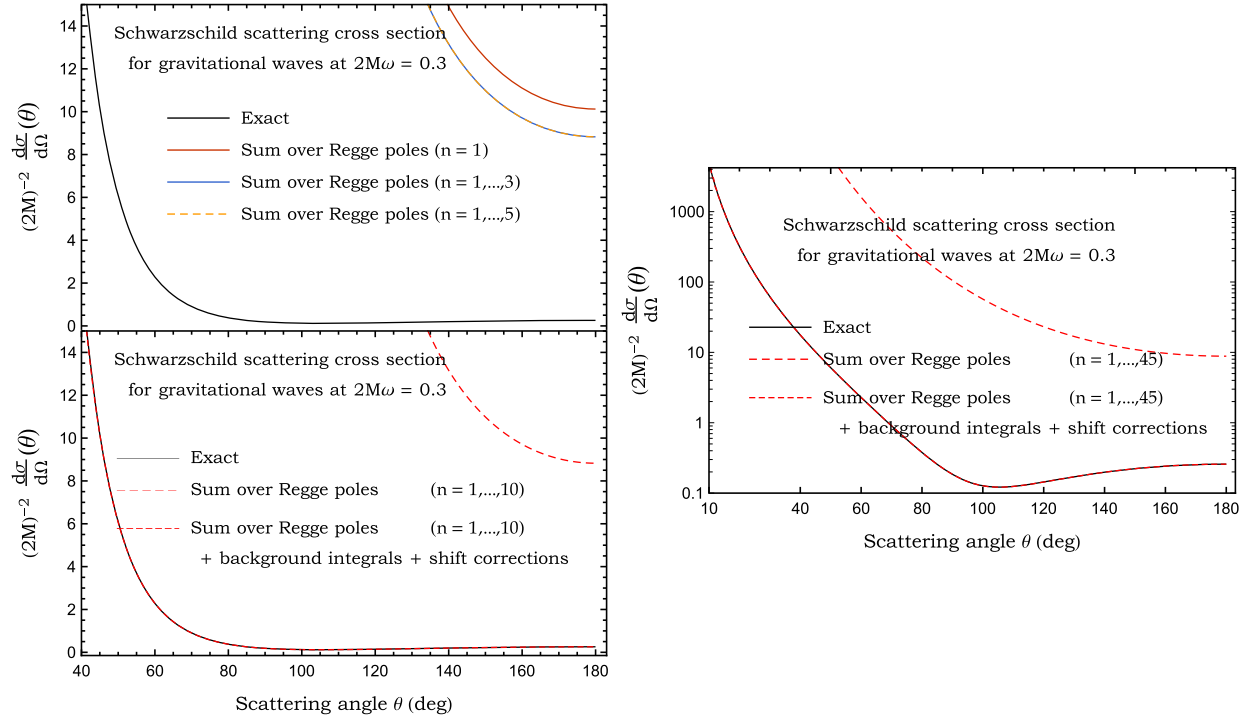 Schwarzschild scattering cross section
for gravitational waves at 2Mω = 0.3
Exact
Sum over Regge poles (n = 1)
Sum over Regge poles (n = 1,...,3)
Sum over Regge poles (n = 1,...,5)
(2M)⁻² dσ/dΩ (θ)
14
12
10
8
6
4
2
0
Schwarzschild scattering cross section
for gravitational waves at 2Mω = 0.3
Exact
Sum over Regge poles (n = 1,...,10)
Sum over Regge poles (n = 1,...,10)
+ background integrals + shift corrections
(2M)⁻² dσ/dΩ (θ)
14
12
10
8
6
4
2
0
40 60 80 100 120 140 160 180
Scattering angle θ (deg)
Schwarzschild scattering cross section
for gravitational waves at 2Mω = 0.3
Exact
Sum over Regge poles (n = 1,...,45)
Sum over Regge poles (n = 1,...,45)
+ background integrals + shift corrections
(2M)⁻² dσ/dΩ (θ)
1000
100
10
1
0.1
10 40 60 80 100 120 140 160 180
Scattering angle θ (deg)